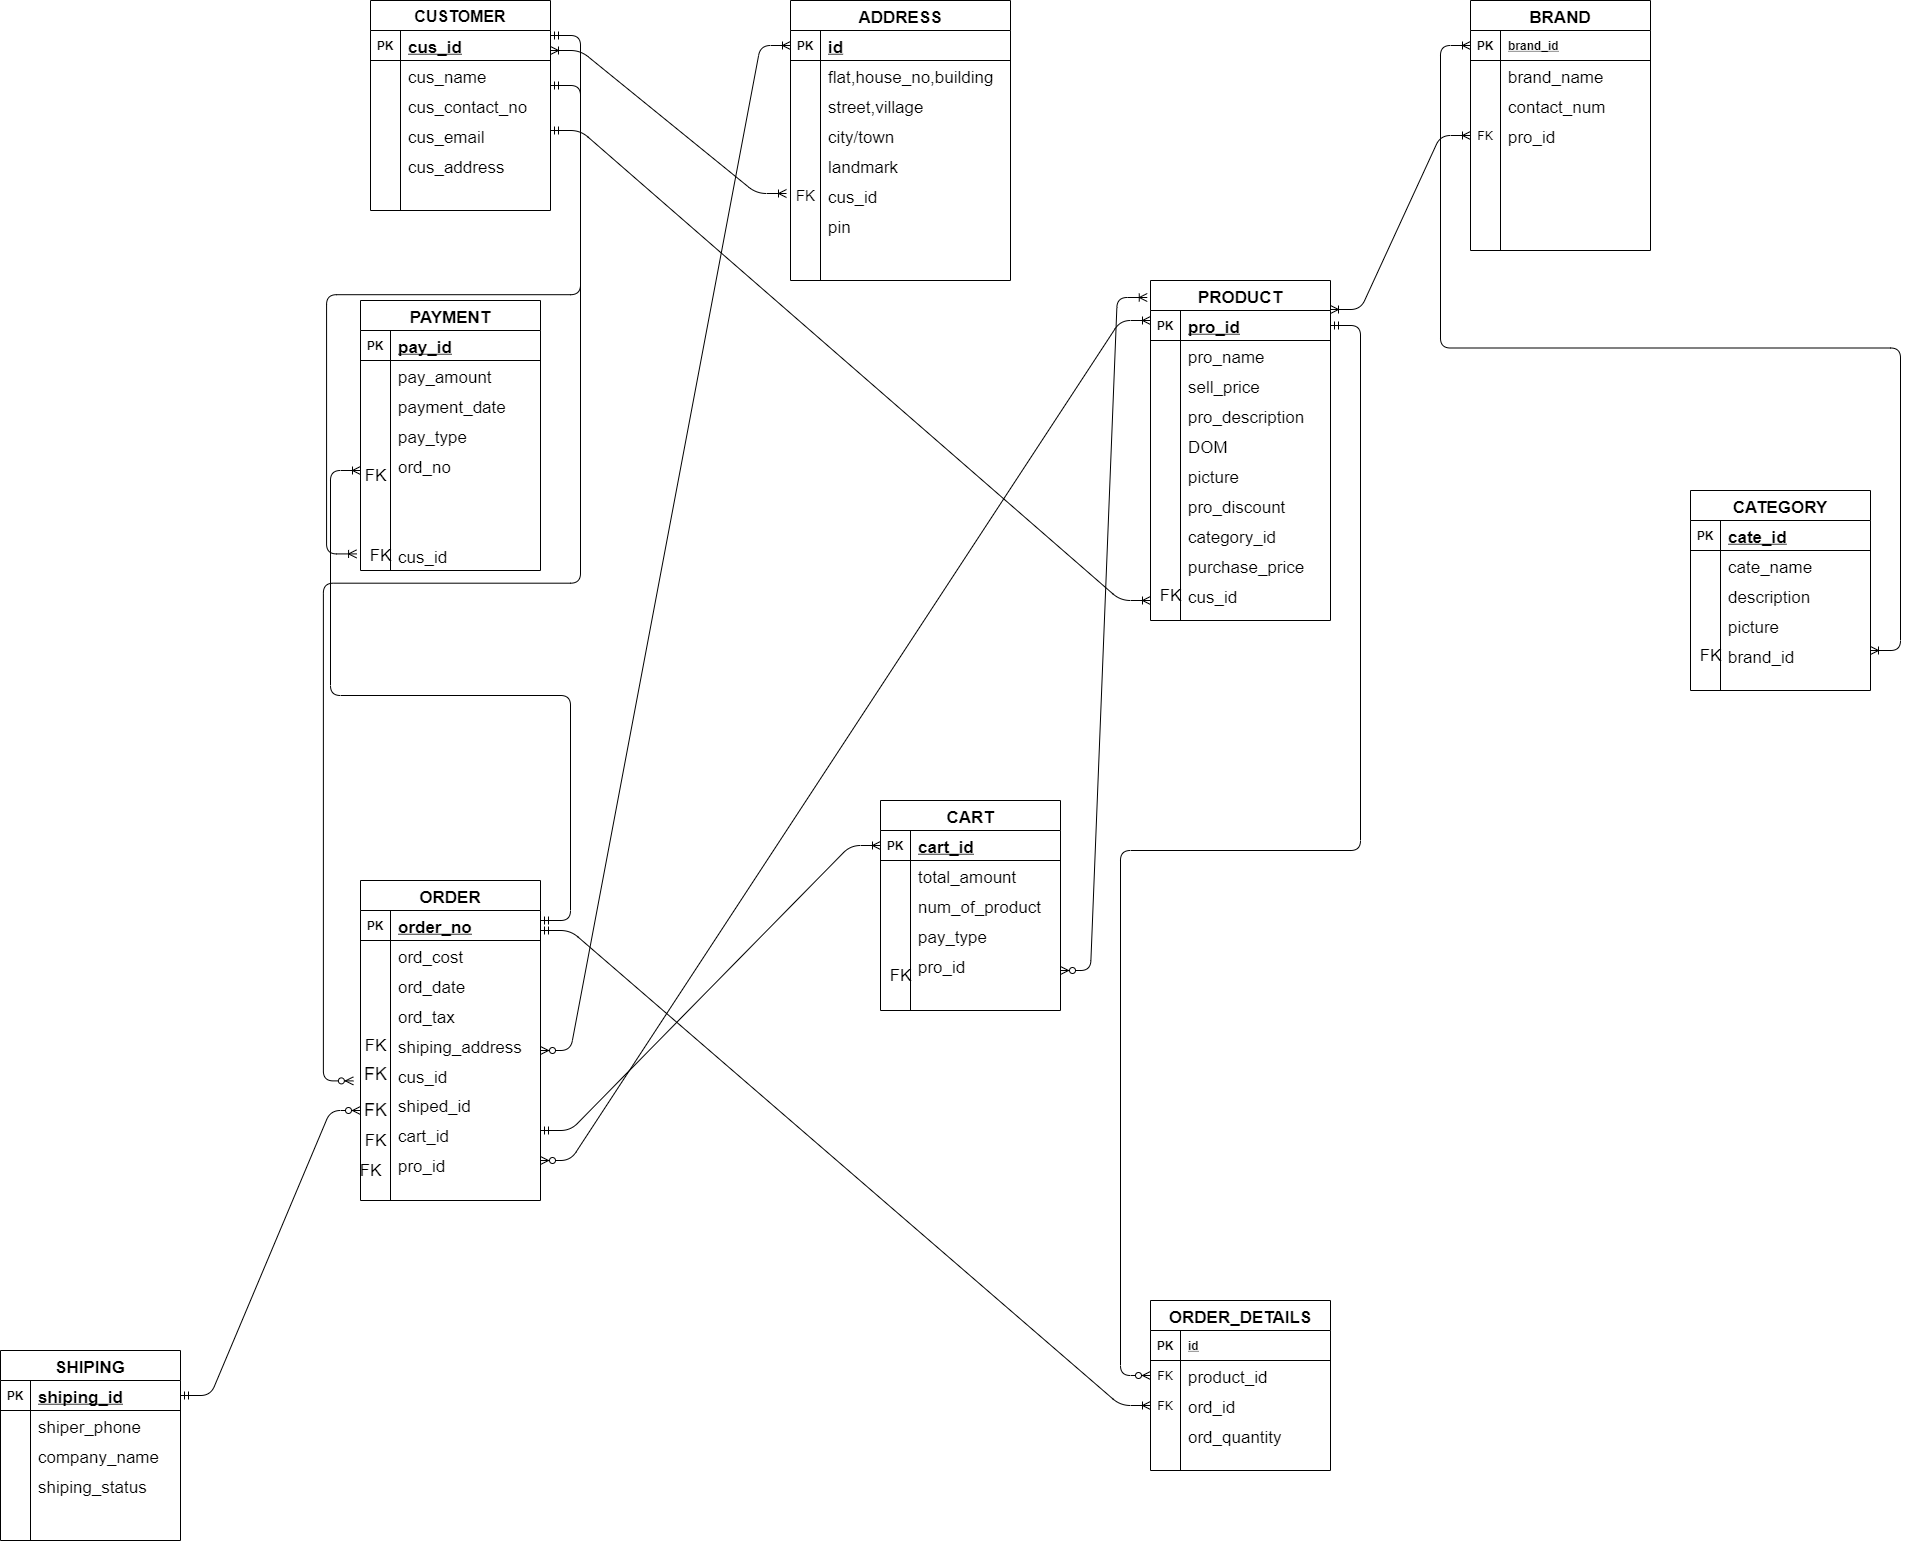 CUSTOMER
PK cus_id
cus_name
cus_contact_no
cus_email
cus_address
ADDRESS
PK id
flat,house_no,building
street,village
city/town
landmark
FK cus_id
pin
BRAND
PK brand_id
brand_name
contact_num
FK pro_id
PAYMENT
PK pay_id
pay_amount
payment_date
pay_type
FK ord_no
FK cus_id
PRODUCT
PK pro_id
pro_name
sell_price
pro_description
DOM
picture
pro_discount
category_id
purchase_price
FK cus_id
CATEGORY
PK cate_id
cate_name
description
picture
FK brand_id
CART
PK cart_id
total_amount
num_of_product
pay_type
FK pro_id
ORDER
PK order_no
ord_cost
ord_date
ord_tax
FK shiping_address
FK cus_id
FK shiped_id
FK cart_id
FK pro_id
ORDER_DETAILS
PK id
FK product_id
FK ord_id
ord_quantity
SHIPING
PK shiping_id
shiper_phone
company_name
shiping_status